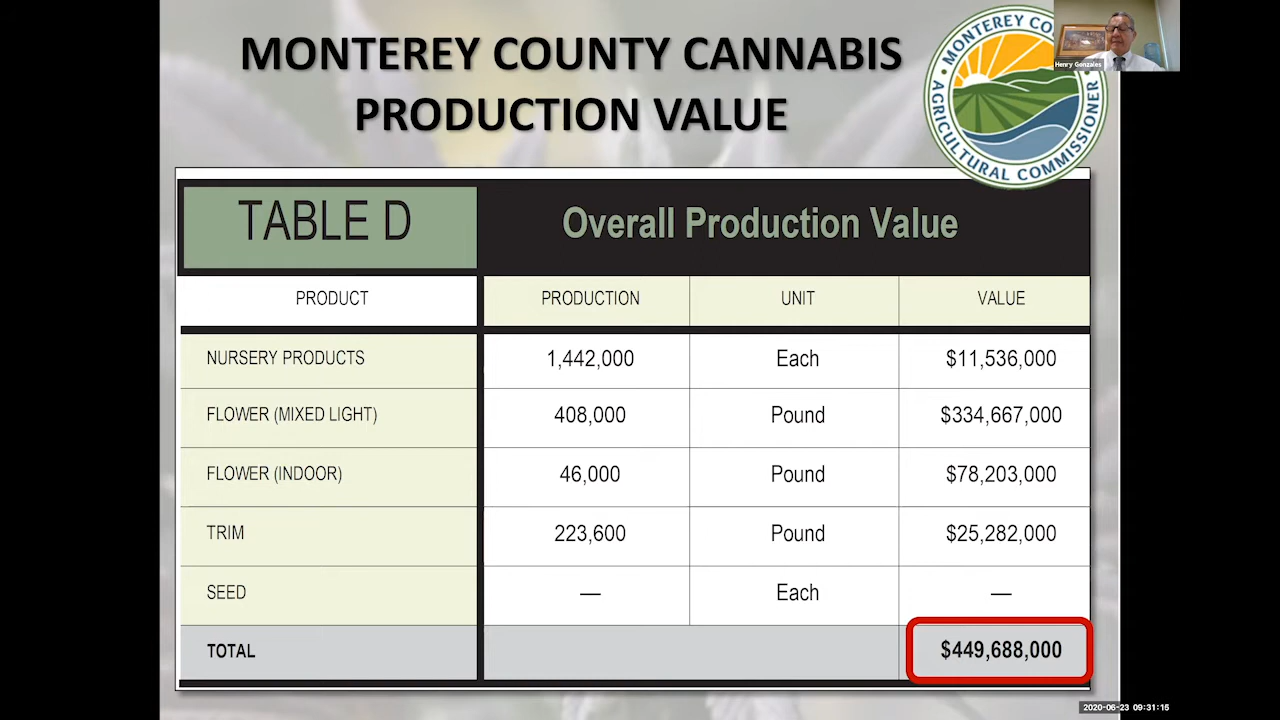 MONTEREY COUNTY CANNABIS
PRODUCTION VALUE
MONTEREY CO
AGRICULTURAL COMMISSIONER
Henry Gonzales
TABLE D
Overall Production Value
PRODUCT PRODUCTION UNIT VALUE
NURSERY PRODUCTS 1,442,000 Each $11,536,000
FLOWER (MIXED LIGHT) 408,000 Pound $334,667,000
FLOWER (INDOOR) 46,000 Pound $78,203,000
TRIM 223,600 Pound $25,282,000
SEED — Each —
TOTAL $449,688,000
2020-06-23 09:31:15